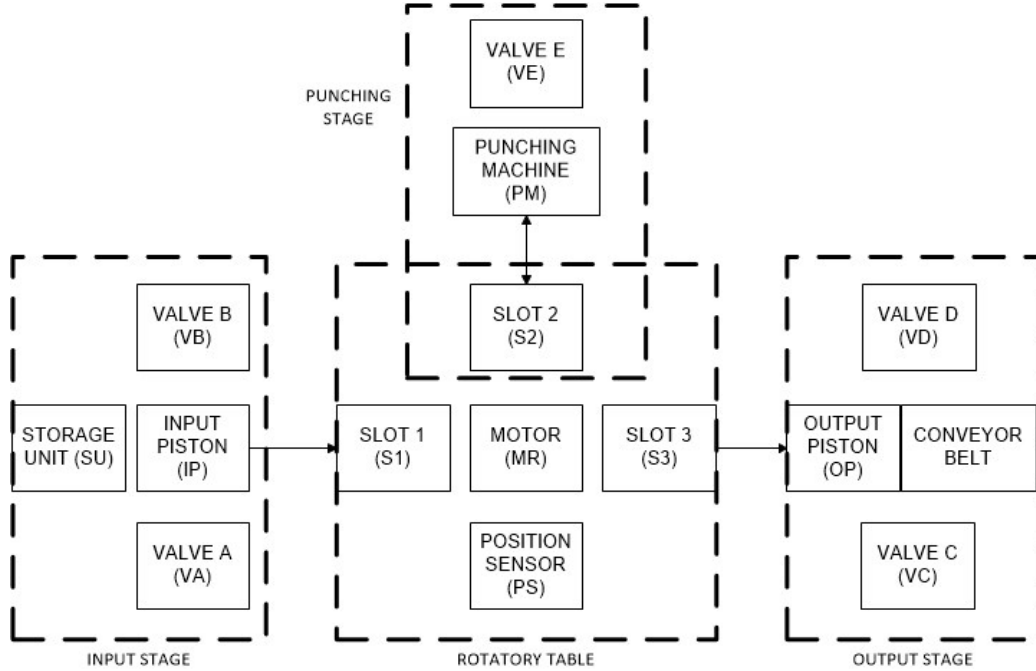 VALVE E
(VE)
PUNCHING
STAGE
PUNCHING
MACHINE
(PM)
VALVE B
(VB)
SLOT 2
(S2)
VALVE D
(VD)
STORAGE
UNIT (SU)
INPUT
PISTON
(IP)
SLOT 1
(S1)
MOTOR
(MR)
SLOT 3
(S3)
OUTPUT
PISTON
(OP)
CONVEYOR
BELT
VALVE A
(VA)
POSITION
SENSOR
(PS)
VALVE C
(VC)
INPUT STAGE
ROTATORY TABLE
OUTPUT STAGE